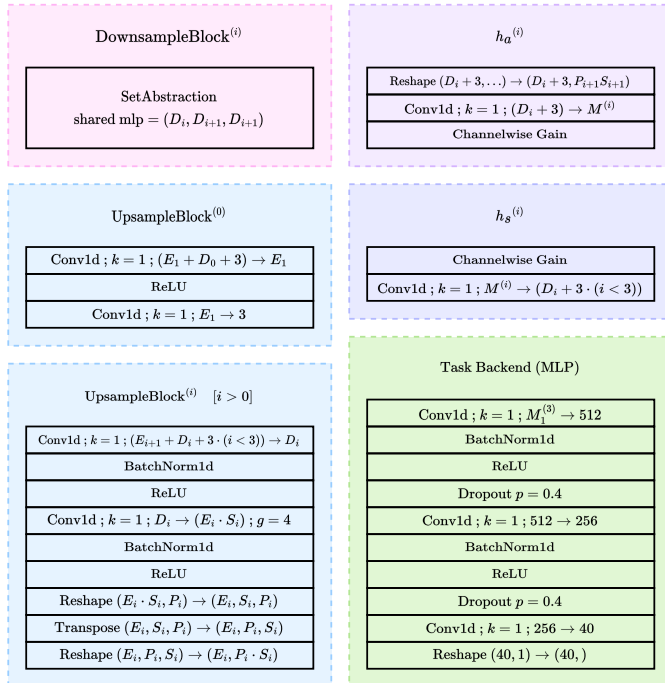 DownsampleBlock^{(i)}
SetAbstraction
shared mlp = (D_i, D_{i+1}, D_{i+1})
UpsampleBlock^{(0)}
Conv1d ; k = 1 ; (E_1 + D_0 + 3) → E_1
ReLU
Conv1d ; k = 1 ; E_1 → 3
UpsampleBlock^{(i)} [i > 0]
Conv1d ; k = 1 ; (E_{i+1} + D_i + 3 · (i < 3)) → D_i
BatchNorm1d
ReLU
Conv1d ; k = 1 ; D_i → (E_i · S_i) ; g = 4
BatchNorm1d
ReLU
Reshape (E_i · S_i, P_i) → (E_i, S_i, P_i)
Transpose (E_i, S_i, P_i) → (E_i, P_i, S_i)
Reshape (E_i, P_i, S_i) → (E_i, P_i · S_i)
h_a^{(i)}
Reshape (D_i + 3, …) → (D_i + 3, P_{i+1}S_{i+1})
Conv1d ; k = 1 ; (D_i + 3) → M^{(i)}
Channelwise Gain
h_s^{(i)}
Channelwise Gain
Conv1d ; k = 1 ; M^{(i)} → (D_i + 3 · (i < 3))
Task Backend (MLP)
Conv1d ; k = 1 ; M_1^{(3)} → 512
BatchNorm1d
ReLU
Dropout p = 0.4
Conv1d ; k = 1 ; 512 → 256
BatchNorm1d
ReLU
Dropout p = 0.4
Conv1d ; k = 1 ; 256 → 40
Reshape (40, 1) → (40, )